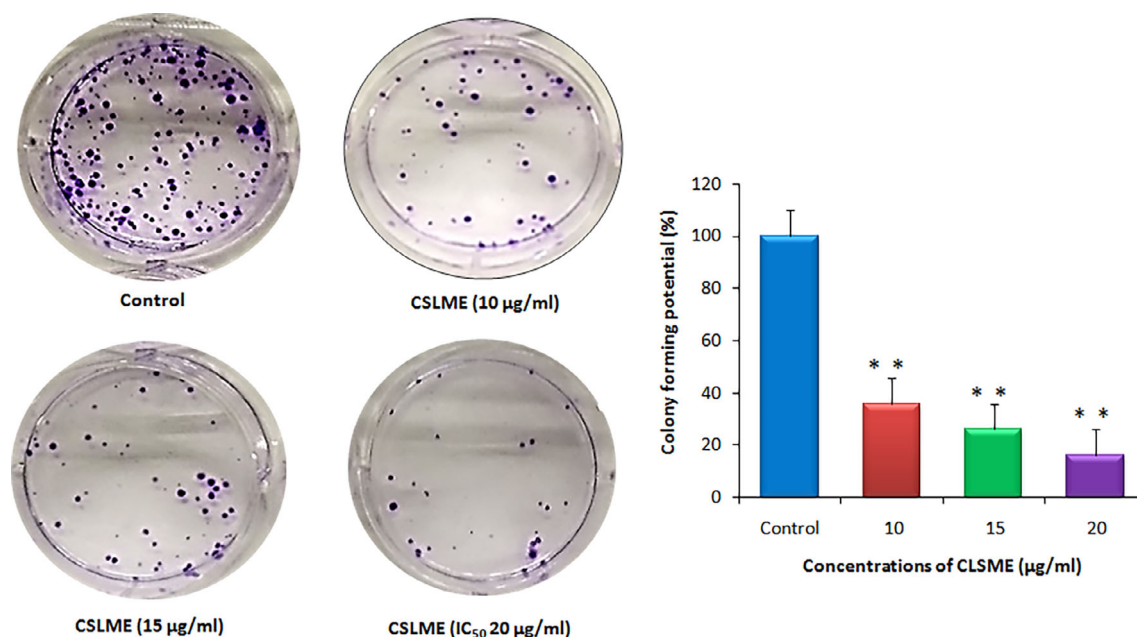 Control
CSLME (10 µg/ml)
CSLME (15 µg/ml)
CSLME (IC50 20 µg/ml)
Colony forming potential (%)
120
100
80
60
40
20
0
* *
* *
* *
Control 10 15 20
Concentrations of CLSME (µg/ml)